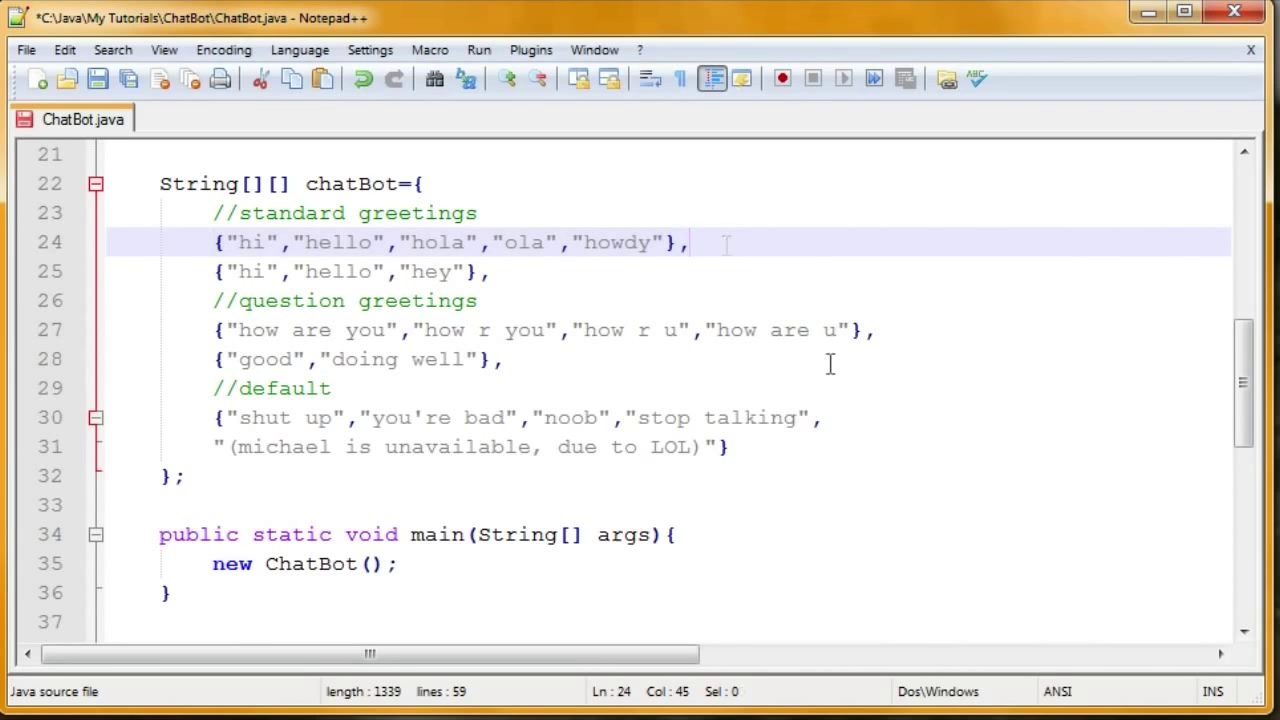 *C:\Java\My Tutorials\ChatBot\ChatBot.java - Notepad++
File Edit Search View Encoding Language Settings Macro Run Plugins Window ? X
ChatBot.java
21
22 String[][] chatBot={
23 //standard greetings
24 {"hi","hello","hola","ola","howdy"},
25 {"hi","hello","hey"},
26 //question greetings
27 {"how are you","how r you","how r u","how are u"},
28 {"good","doing well"},
29 //default
30 {"shut up","you're bad","noob","stop talking",
31 "(michael is unavailable, due to LOL)"}
32 };
33
34 public static void main(String[] args){
35 new ChatBot();
36 }
37
Java source file length : 1339 lines : 59 Ln : 24 Col : 45 Sel : 0 Dos\Windows ANSI INS